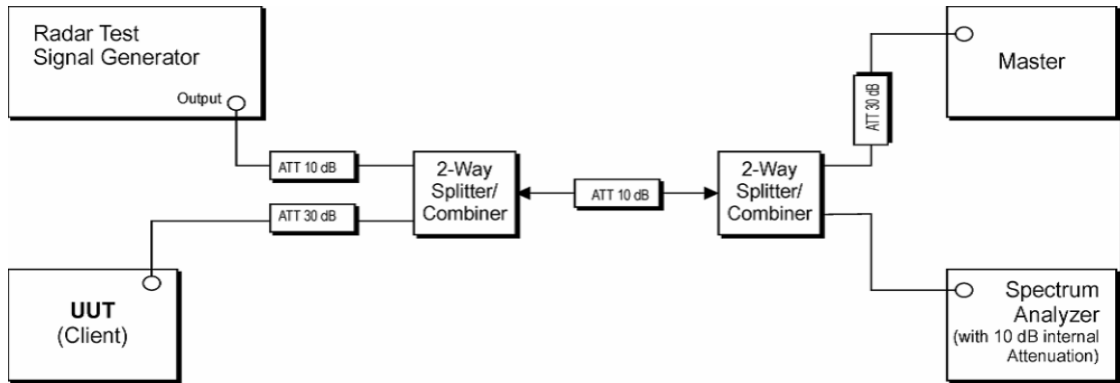 Radar Test
Signal Generator
Output
ATT 10 dB
ATT 30 dB
UUT
(Client)
2-Way
Splitter/
Combiner
ATT 10 dB
2-Way
Splitter/
Combiner
ATT 30 dB
Master
Spectrum
Analyzer
(with 10 dB internal
Attenuation)